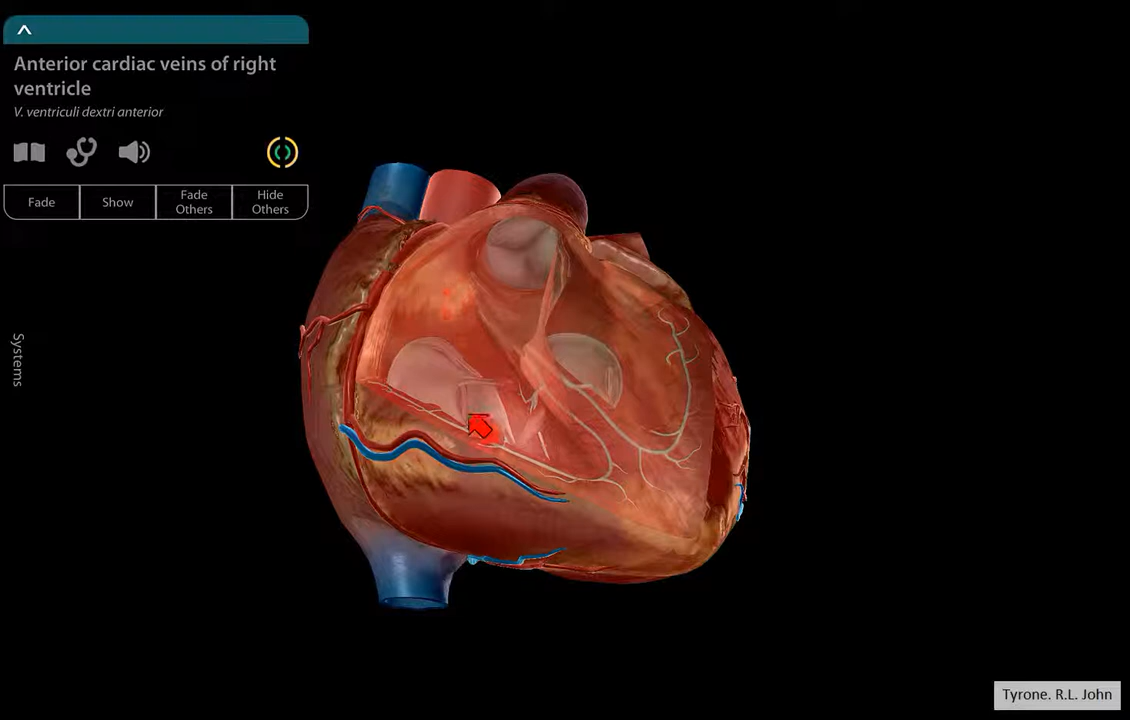 Anterior cardiac veins of right
ventricle
V. ventriculi dextri anterior
Fade
Show
Fade
Others
Hide
Others
Systems
Tyrone. R.L. John